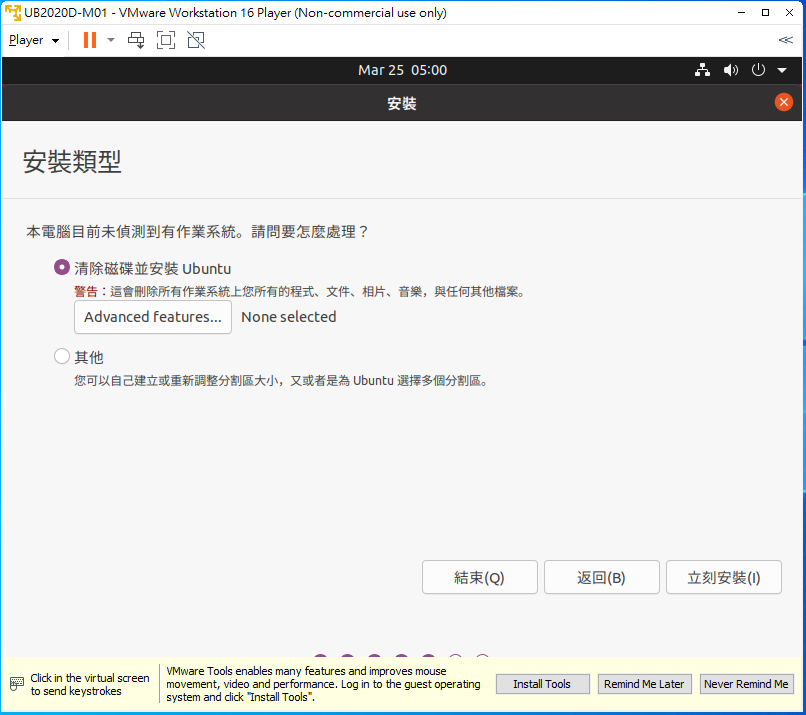 UB2020D-M01 - VMware Workstation 16 Player (Non-commercial use only)
Player
Mar 25 05:00
安裝
安裝類型
本電腦目前未偵測到有作業系統。請問要怎麼處理？
清除磁碟並安裝 Ubuntu
警告：這會刪除所有作業系統上您所有的程式、文件、相片、音樂，與任何其他檔案。
Advanced features... None selected
其他
您可以自己建立或重新調整分割區大小，又或者是為 Ubuntu 選擇多個分割區。
結束(Q) 返回(B) 立刻安裝(I)
Click in the virtual screen
to send keystrokes
VMware Tools enables many features and improves mouse
movement, video and performance. Log in to the guest operating
system and click "Install Tools".
Install Tools Remind Me Later Never Remind Me